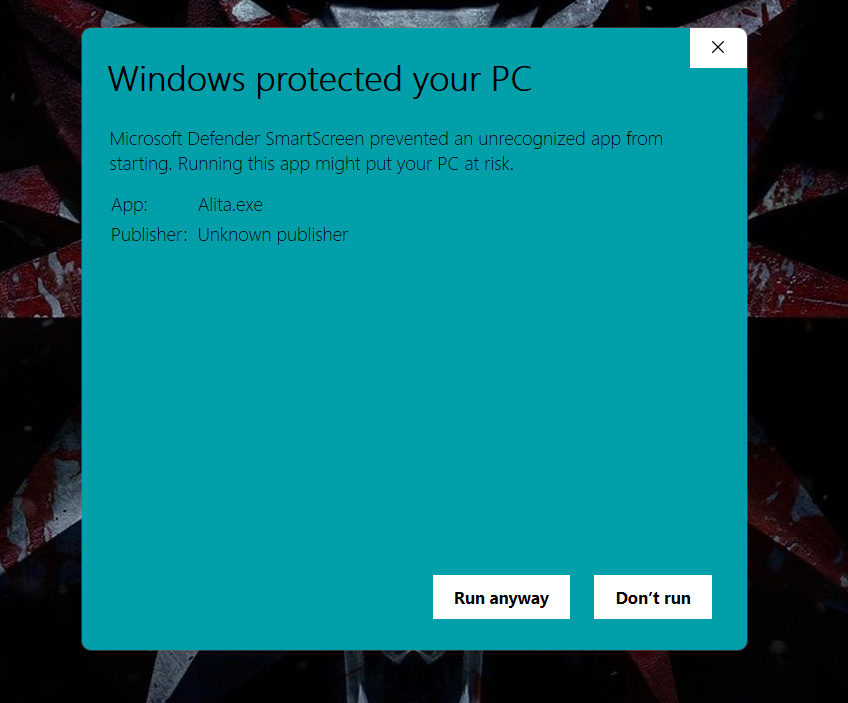 Windows protected your PC
Microsoft Defender SmartScreen prevented an unrecognized app from
starting. Running this app might put your PC at risk.
App: Alita.exe
Publisher: Unknown publisher
Run anyway Don’t run